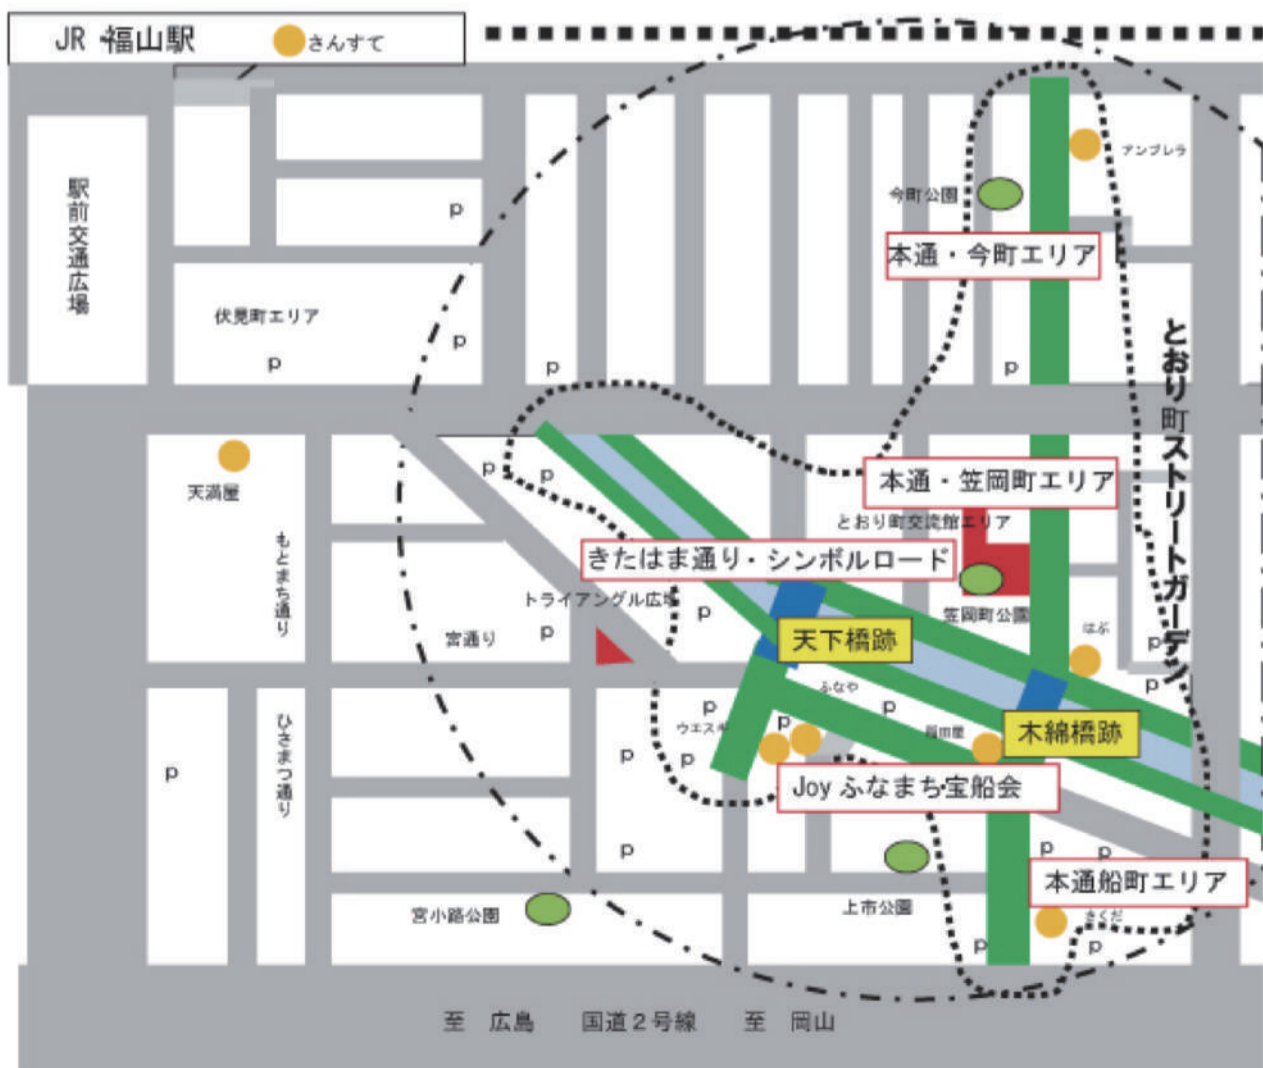 JR 福山駅
さんすて
アンブレラ
駅前交通広場
今町公園
p
本通・今町エリア
伏見町エリア
p
p
p
p
とおり町ストリートガーデン
p
p
天満屋
本通・笠岡町エリア
とおり町交流館エリア
もとまち通り
きたはま通り・シンボルロード
トライアングル広場
p
笠岡町公園
宮通り
p
天下橋跡
はぶ
p
p
ふなや
p
p
ウエスギ
p
稲田屋
木綿橋跡
ひさまつ通り
p
p
p
Joy ふなまち宝船会
p
p
p
本通船町エリア
宮小路公園
上市公園
きくだ
p
p
至 広島 国道2号線 至 岡山